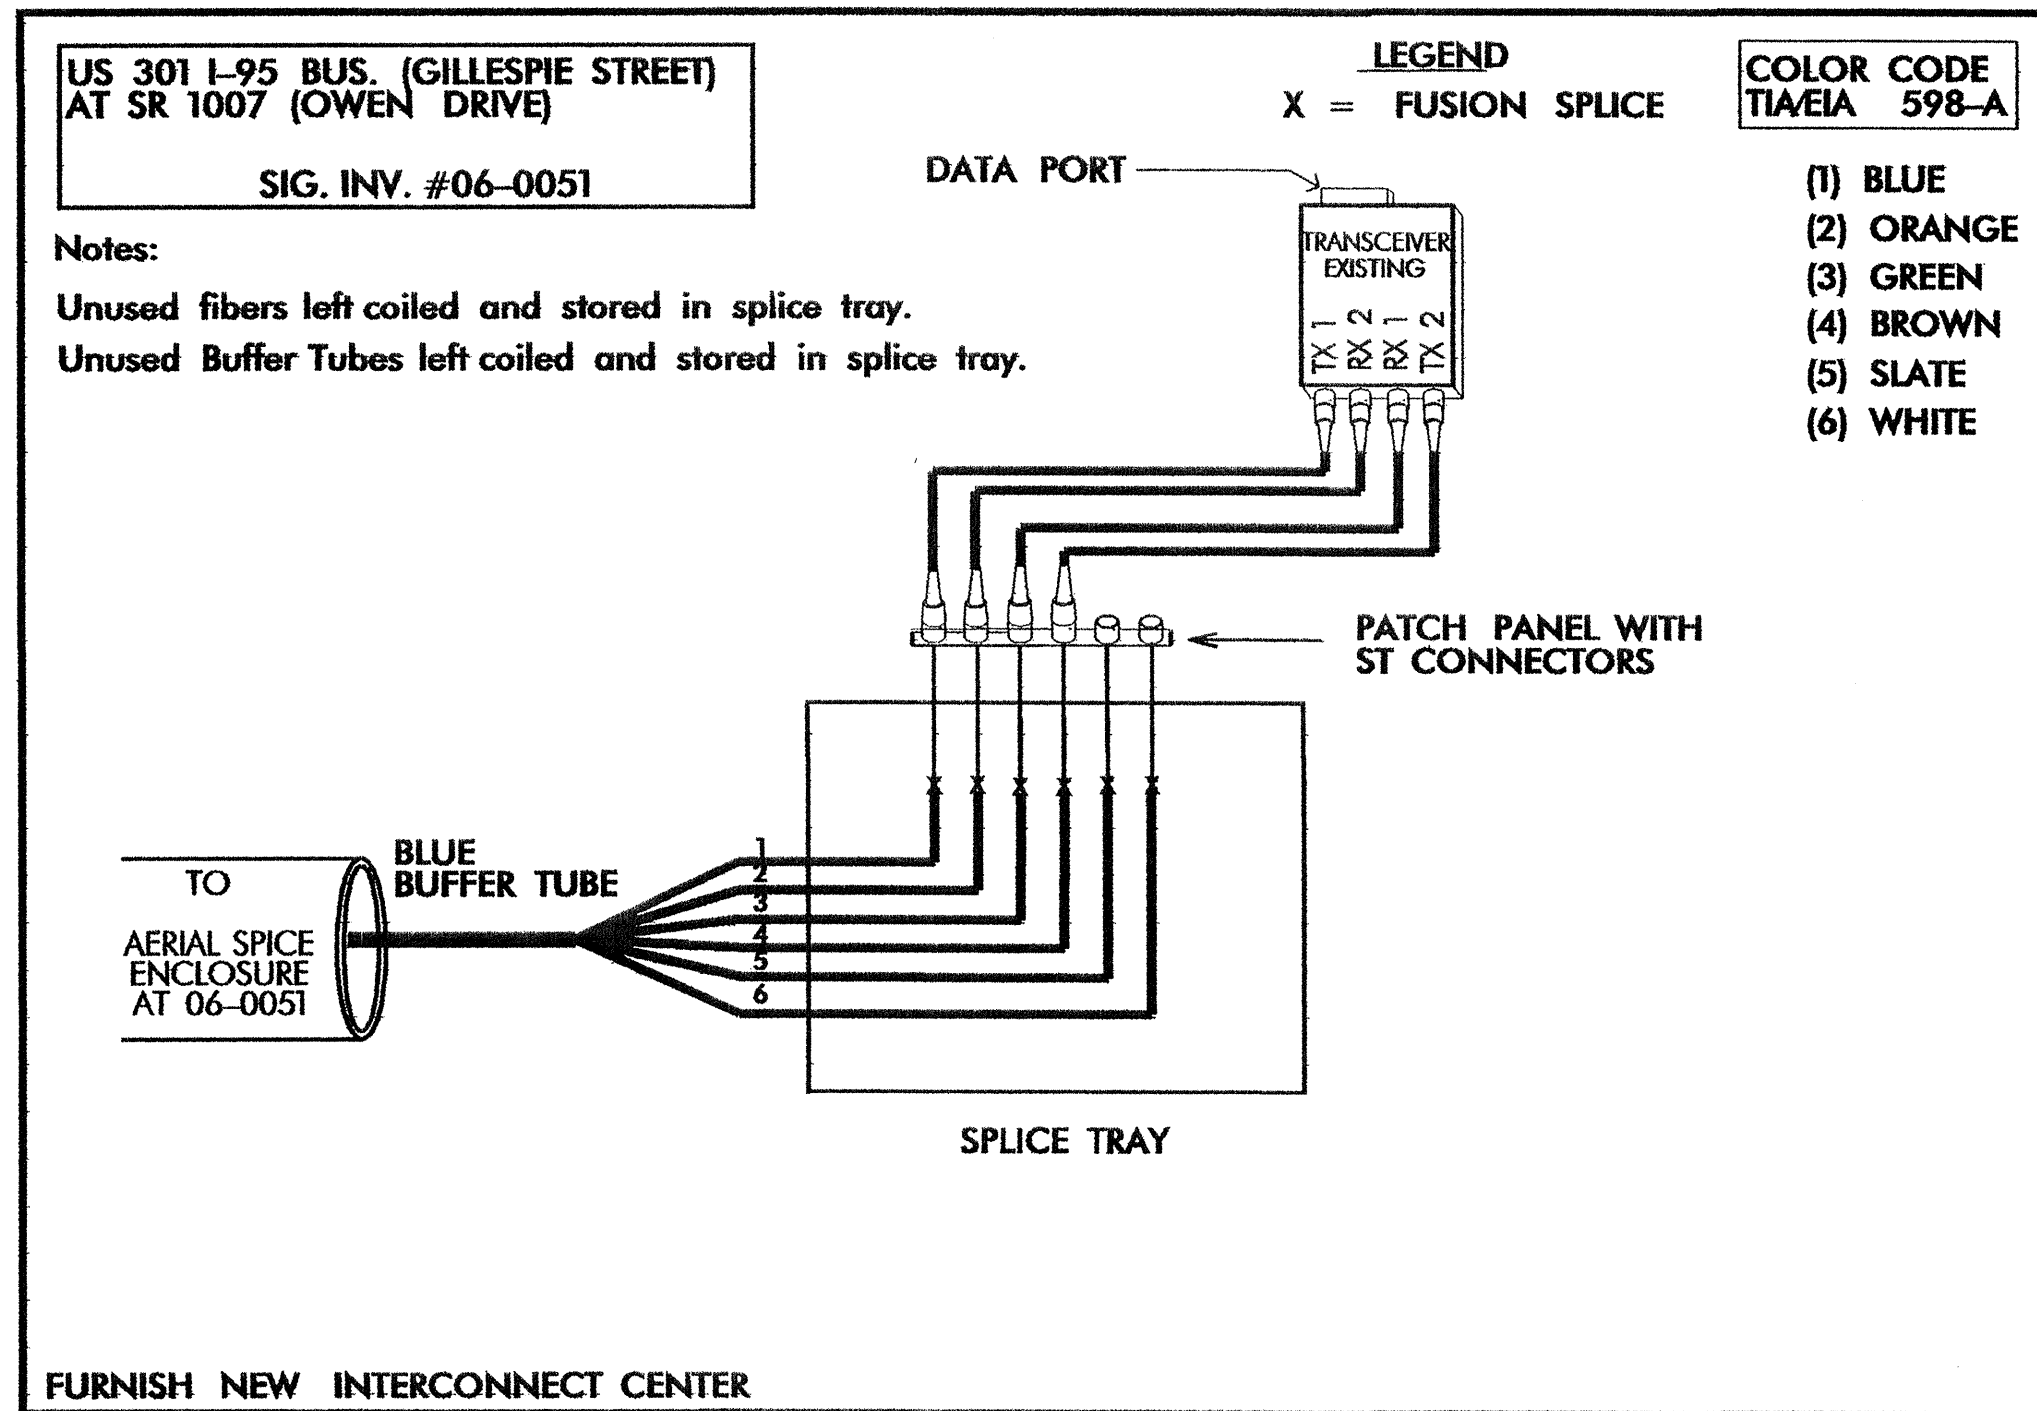 US 301 I-95 BUS. (GILLESPIE STREET)
AT SR 1007 (OWEN DRIVE)
SIG. INV. #06-0051
Notes:
Unused fibers left coiled and stored in splice tray.
Unused Buffer Tubes left coiled and stored in splice tray.
LEGEND
X = FUSION SPLICE
COLOR CODE
TIA/EIA 598-A
(1) BLUE
(2) ORANGE
(3) GREEN
(4) BROWN
(5) SLATE
(6) WHITE
DATA PORT
TRANSCEIVER
EXISTING
TX 1
RX 2
RX 1
TX 2
PATCH PANEL WITH
ST CONNECTORS
BLUE
BUFFER TUBE
1
2
3
4
5
6
TO
AERIAL SPICE
ENCLOSURE
AT 06-0051
SPLICE TRAY
FURNISH NEW INTERCONNECT CENTER